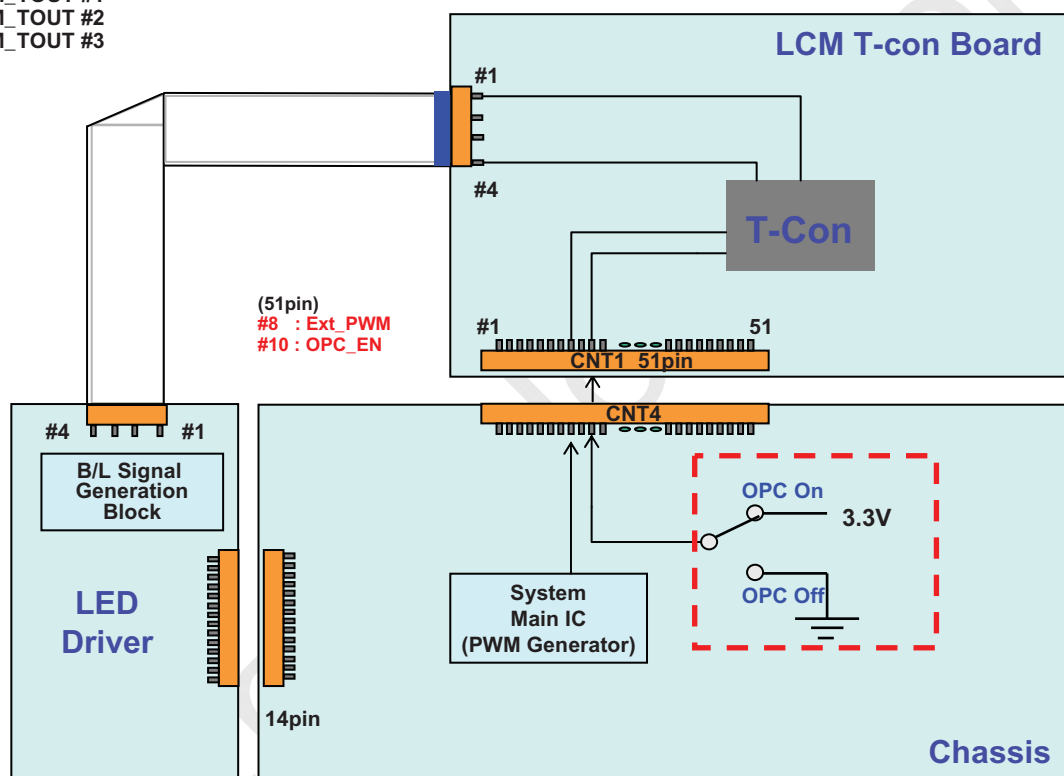 M_TOUT #2
M_TOUT #3
LCM T-con Board
#1
#4
T-Con
(51pin)
#8 : Ext_PWM
#10 : OPC_EN
#1
51
CNT1 51pin
CNT4
#4
#1
B/L Signal
Generation
Block
OPC On
3.3V
OPC Off
System
Main IC
(PWM Generator)
LED
Driver
14pin
Chassis